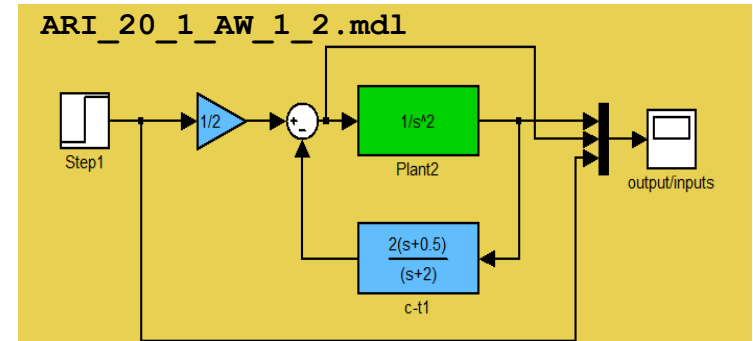 ARI_20_1_AW_1_2.mdl
Step1
1/2
+
-
1/s^2
Plant2
output/inputs
2(s+0.5)
(s+2)
c-t1